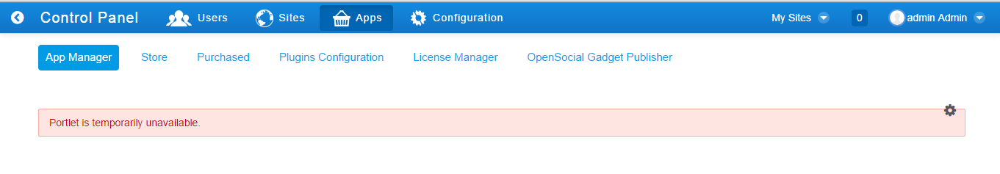 Control Panel Users Sites Apps Configuration My Sites 0 admin Admin
App Manager Store Purchased Plugins Configuration License Manager OpenSocial Gadget Publisher
Portlet is temporarily unavailable.